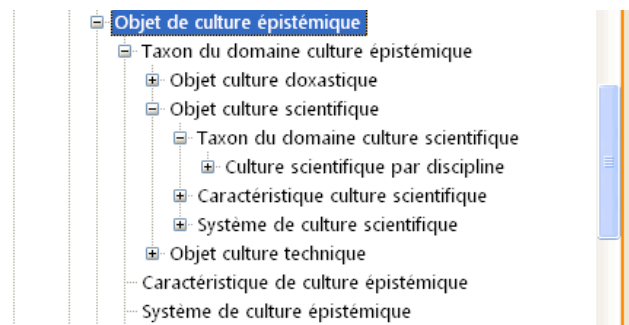 Objet de culture épistémique
Taxon du domaine culture épistémique
Objet culture doxastique
Objet culture scientifique
Taxon du domaine culture scientifique
Culture scientifique par discipline
Caractéristique culture scientifique
Système de culture scientifique
Objet culture technique
Caractéristique de culture épistémique
Système de culture épistémique